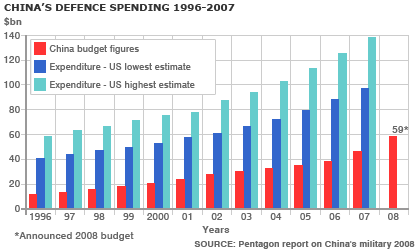 CHINA'S DEFENCE SPENDING 1996-2007
$bn
140
120
100
80
60
40
20
0
China budget figures
Expenditure - US lowest estimate
Expenditure - US highest estimate
59*
1996 97 98 99 2000 01 02 03 04 05 06 07 08
Years
*Announced 2008 budget
SOURCE: Pentagon report on China's military 2008